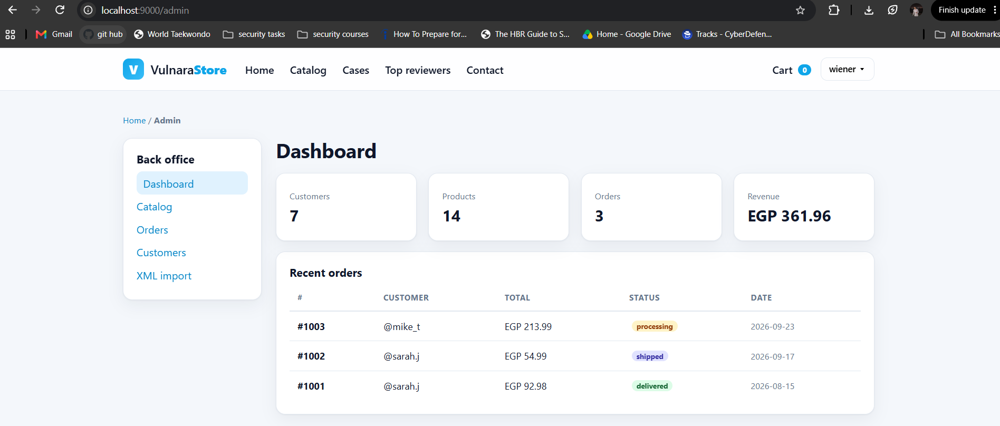 localhost:9000/admin
Finish update
Gmail
git hub
World Taekwondo
security tasks
security courses
How To Prepare for...
The HBR Guide to S...
Home - Google Drive
Tracks - CyberDefen...
All Bookmarks
V VulnaraStore
Home
Catalog
Cases
Top reviewers
Contact
Cart 0
wiener
Home / Admin
Back office
Dashboard
Catalog
Orders
Customers
XML import
Dashboard
Customers
7
Products
14
Orders
3
Revenue
EGP 361.96
Recent orders
# CUSTOMER TOTAL STATUS DATE
#1003 @mike_t EGP 213.99 processing 2026-09-23
#1002 @sarah.j EGP 54.99 shipped 2026-09-17
#1001 @sarah.j EGP 92.98 delivered 2026-08-15